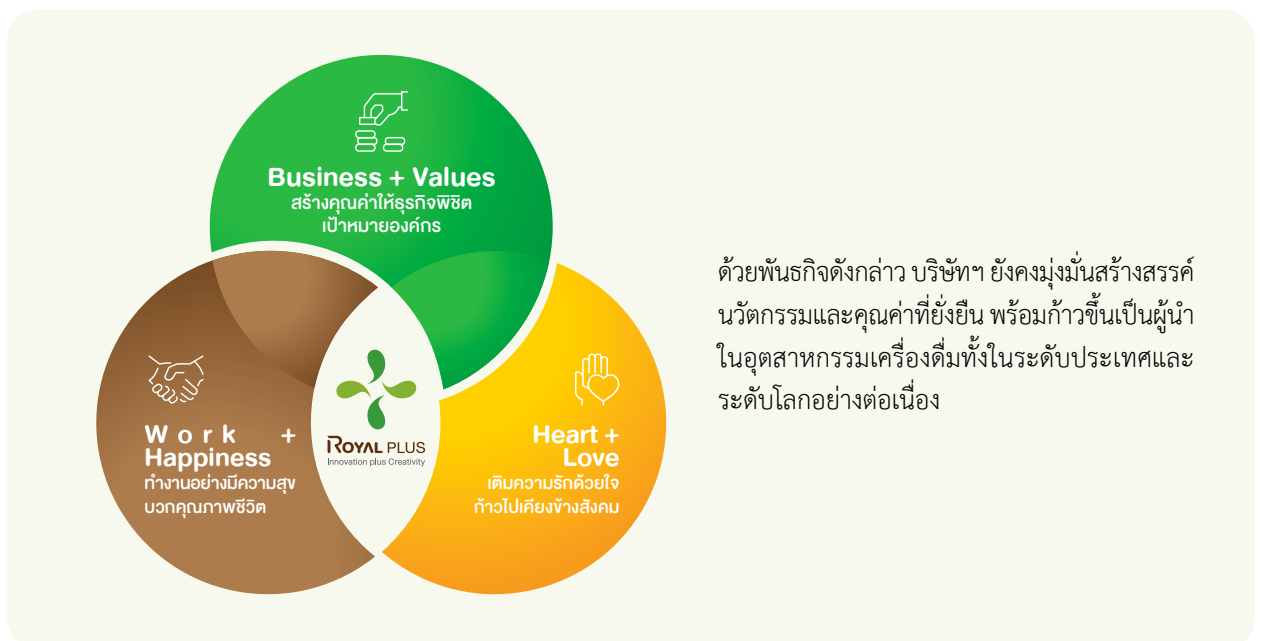 Business + Values
สร้างคุณค่าให้ธุรกิจพิชิต
เป้าหมายองค์กร
Work +
Happiness
ทำงานอย่างมีความสุข
บวกคุณภาพชีวิต
ROYAL PLUS
Innovation plus Creativity
Heart +
Love
เติมความรักด้วยใจ
ก้าวไปเคียงข้างสังคม
ด้วยพันธกิจดังกล่าว บริษัทฯ ยังคงมุ่งมั่นสร้างสรรค์
นวัตกรรมและคุณค่าที่ยั่งยืน พร้อมก้าวขึ้นเป็นผู้นำ
ในอุตสาหกรรมเครื่องดื่มทั้งในระดับประเทศและ
ระดับโลกอย่างต่อเนื่อง